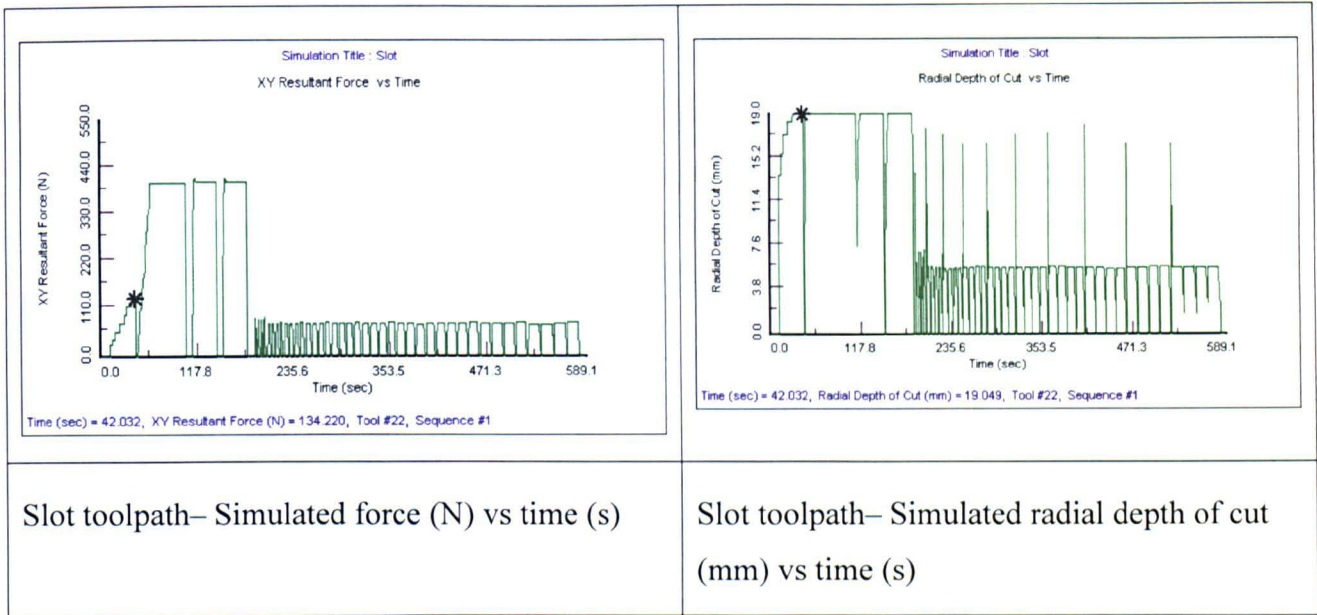 Simulation Title : Slot
XY Resultant Force vs Time
XY Resultant Force (N)
550.0
440.0
330.0
220.0
110.0
0.0
0.0 117.8 235.6 353.5 471.3 589.1
Time (sec)
Time (sec) = 42.032, XY Resultant Force (N) = 134.220, Tool #22, Sequence #1
Simulation Title : Slot
Radial Depth of Cut vs Time
Radial Depth of Cut (mm)
19.0
15.2
11.4
7.6
3.8
0.0
0.0 117.8 235.6 353.5 471.3 589.1
Time (sec)
Time (sec) = 42.032, Radial Depth of Cut (mm) = 19.049, Tool #22, Sequence #1
Slot toolpath– Simulated force (N) vs time (s)
Slot toolpath– Simulated radial depth of cut
(mm) vs time (s)